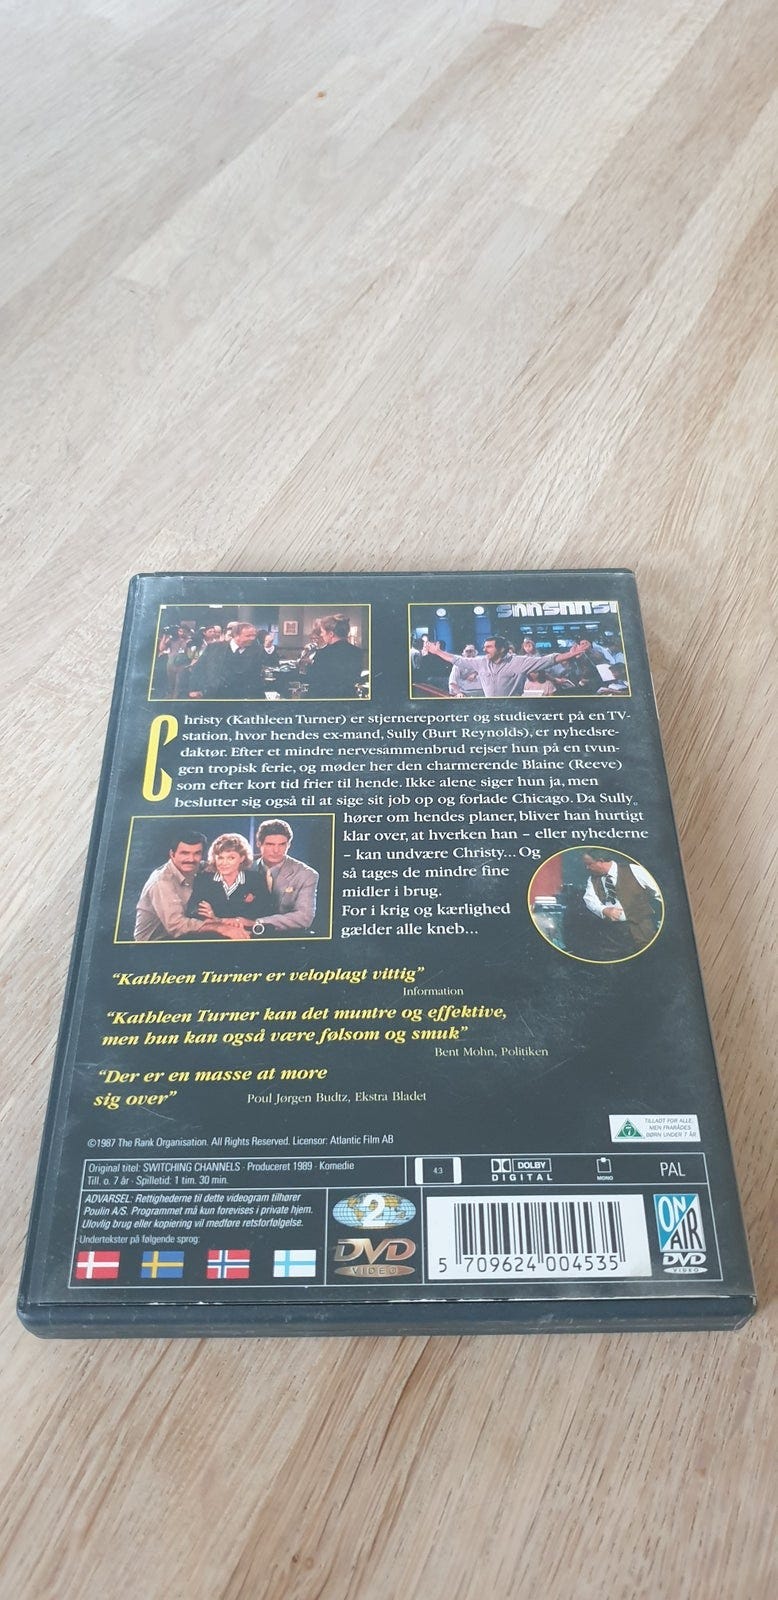 SNNSNNSI
Christy (Kathleen Turner) er stjernereporter og studievært på en TV-
station, hvor hendes ex-mand, Sully (Burt Reynolds), er nyhedsre-
daktør. Efter et mindre nervesammenbrud rejser hun på en tvun-
gen tropisk ferie, og møder her den charmerende Blaine (Reeve)
som efter kort tid frier til hende. Ikke alene siger hun ja, men
beslutter sig også til at sige sit job op og forlade Chicago. Da Sully
hører om hendes planer, bliver han hurtigt
klar over, at hverken han – eller nyhederne
– kan undvære Christy... Og
så tages de mindre fine
midler i brug.
For i krig og kærlighed
gælder alle kneb...
"Kathleen Turner er veloplagt vittig"
Information
"Kathleen Turner kan det muntre og effektive,
men hun kan også være følsom og smuk"
Bent Mohn, Politiken
"Der er en masse at more
sig over"
Poul Jørgen Budtz, Ekstra Bladet
©1987 The Rank Organisation. All Rights Reserved. Licensor: Atlantic Film AB
7
TILLADT FOR ALLE,
MEN FRARÅDES
BØRN UNDER 7 ÅR
Original titel: SWITCHING CHANNELS · Produceret 1989 · Komedie
Till. o. 7 år · Spilletid: 1 tim. 30 min.
4:3
DOLBY
DIGITAL
MONO
PAL
ADVARSEL: Rettighederne til dette videogram tilhører
Poulin A/S. Programmet må kun forevises i private hjem.
Ulovlig brug eller kopiering vil medføre retsforfølgelse.
Undertekster på følgende sprog:
2
DVD
VIDEO
5 709624 004535
ON
AIR
DVD
VIDEO